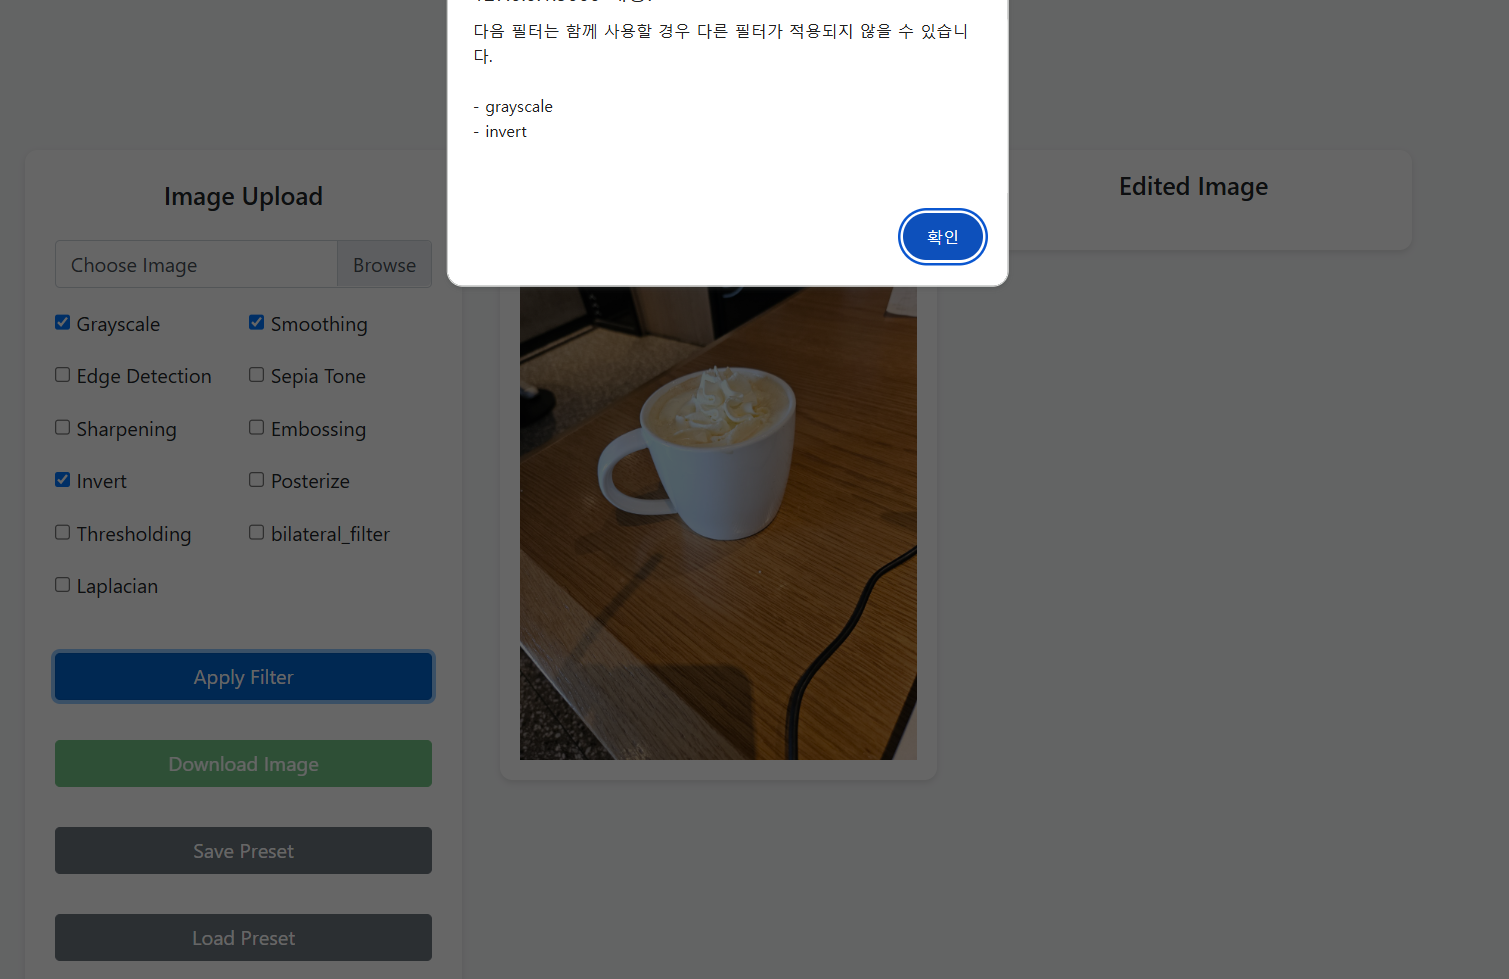 다음 필터는 함께 사용할 경우 다른 필터가 적용되지 않을 수 있습니
다.
- grayscale
- invert
확인
Image Upload
Choose Image Browse
Grayscale Smoothing
Edge Detection Sepia Tone
Sharpening Embossing
Invert Posterize
Thresholding bilateral_filter
Laplacian
Apply Filter
Download Image
Save Preset
Load Preset
Edited Image